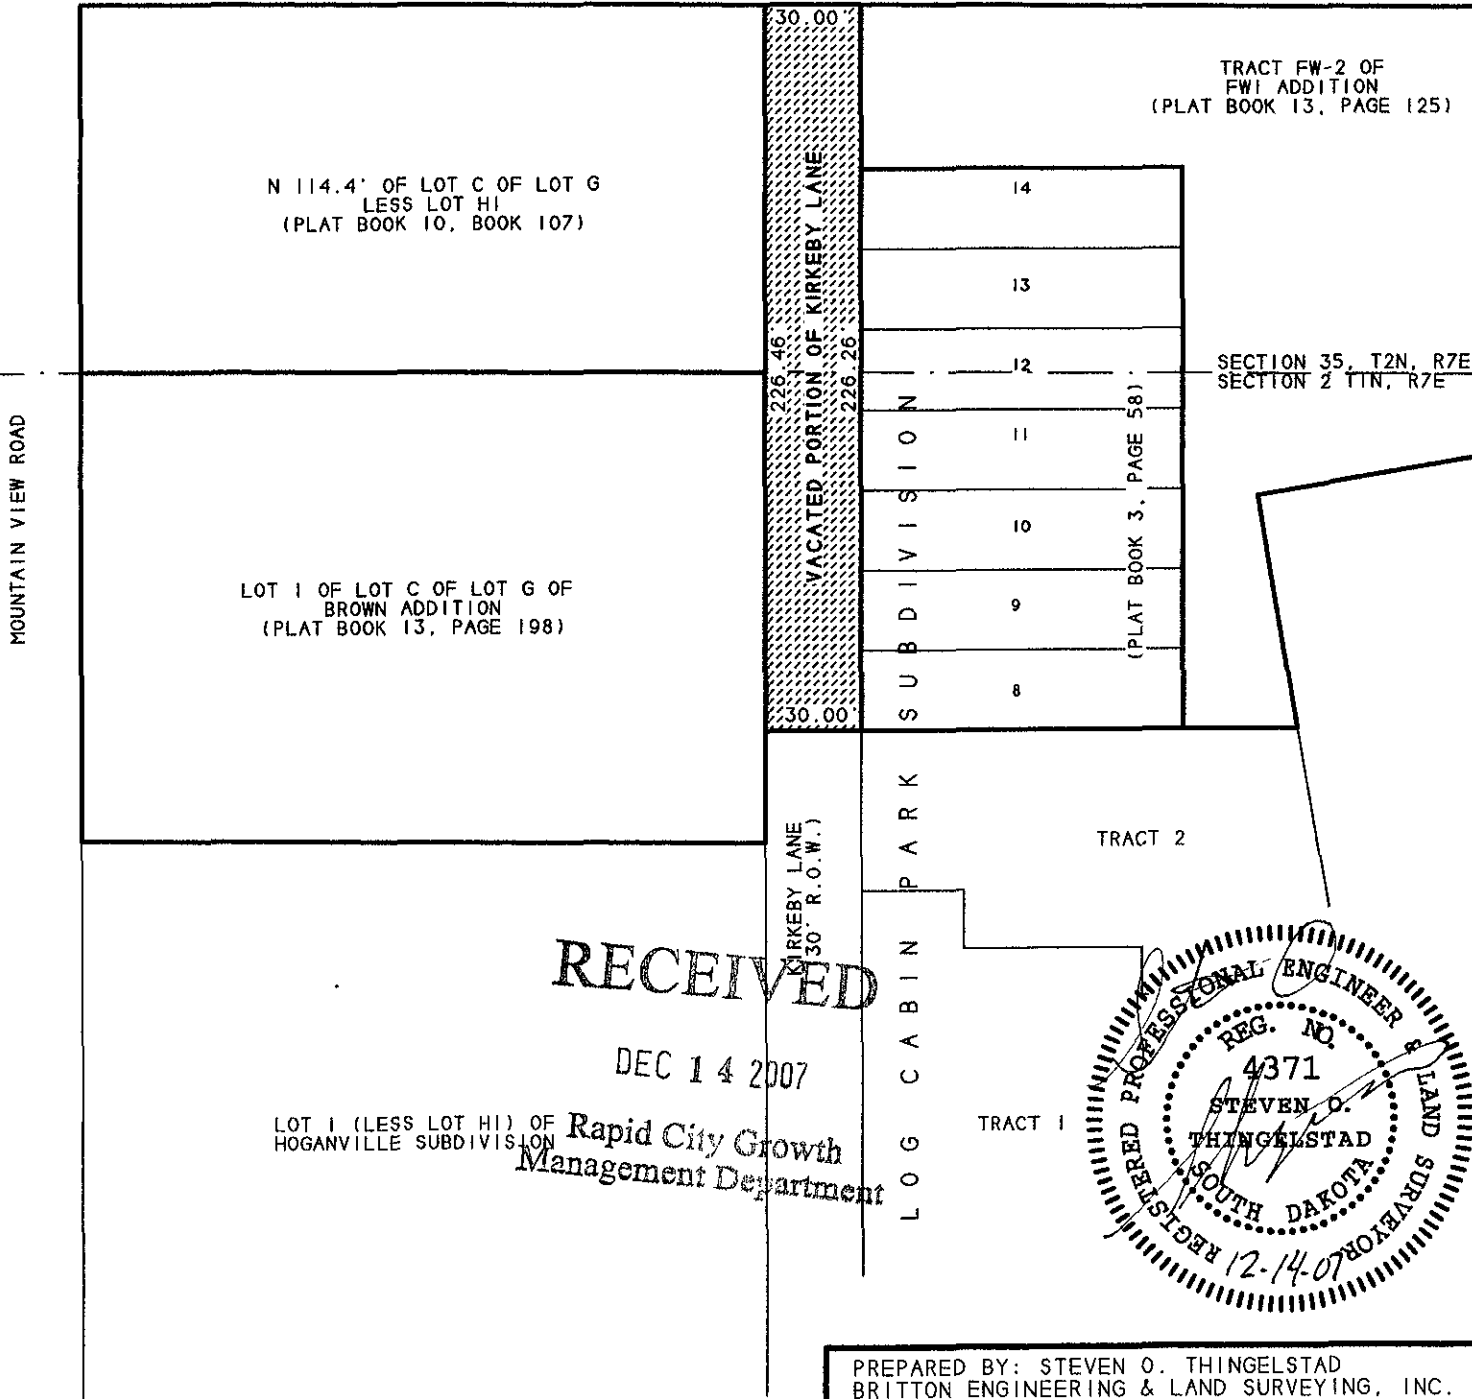 30.00'
TRACT FW-2 OF
FWI ADDITION
(PLAT BOOK 13, PAGE 125)
N 114.4' OF LOT C OF LOT G
LESS LOT H1
(PLAT BOOK 10, BOOK 107)
VACATED PORTION OF KIRKEBY LANE
226.46'
226.26'
14
13
12
11
10
9
8
SECTION 35, T2N, R7E
SECTION 2 T1N, R7E
(PLAT BOOK 3, PAGE 58)
MOUNTAIN VIEW ROAD
LOT 1 OF LOT C OF LOT G OF
BROWN ADDITION
(PLAT BOOK 13, PAGE 198)
30.00'
LOG CABIN PARK SUBDIVISION
KIRKEBY LANE
(30' R.O.W.)
TRACT 2
TRACT 1
RECEIVED
DEC 14 2007
Rapid City Growth
Management Department
LOT 1 (LESS LOT H1) OF
HOGANVILLE SUBDIVISION
REGISTERED PROFESSIONAL ENGINEER & LAND SURVEYOR
REG. NO.
4371
STEVEN O.
THINGELSTAD
SOUTH DAKOTA
12-14-07
PREPARED BY: STEVEN O. THINGELSTAD
BRITTON ENGINEERING & LAND SURVEYING, INC.